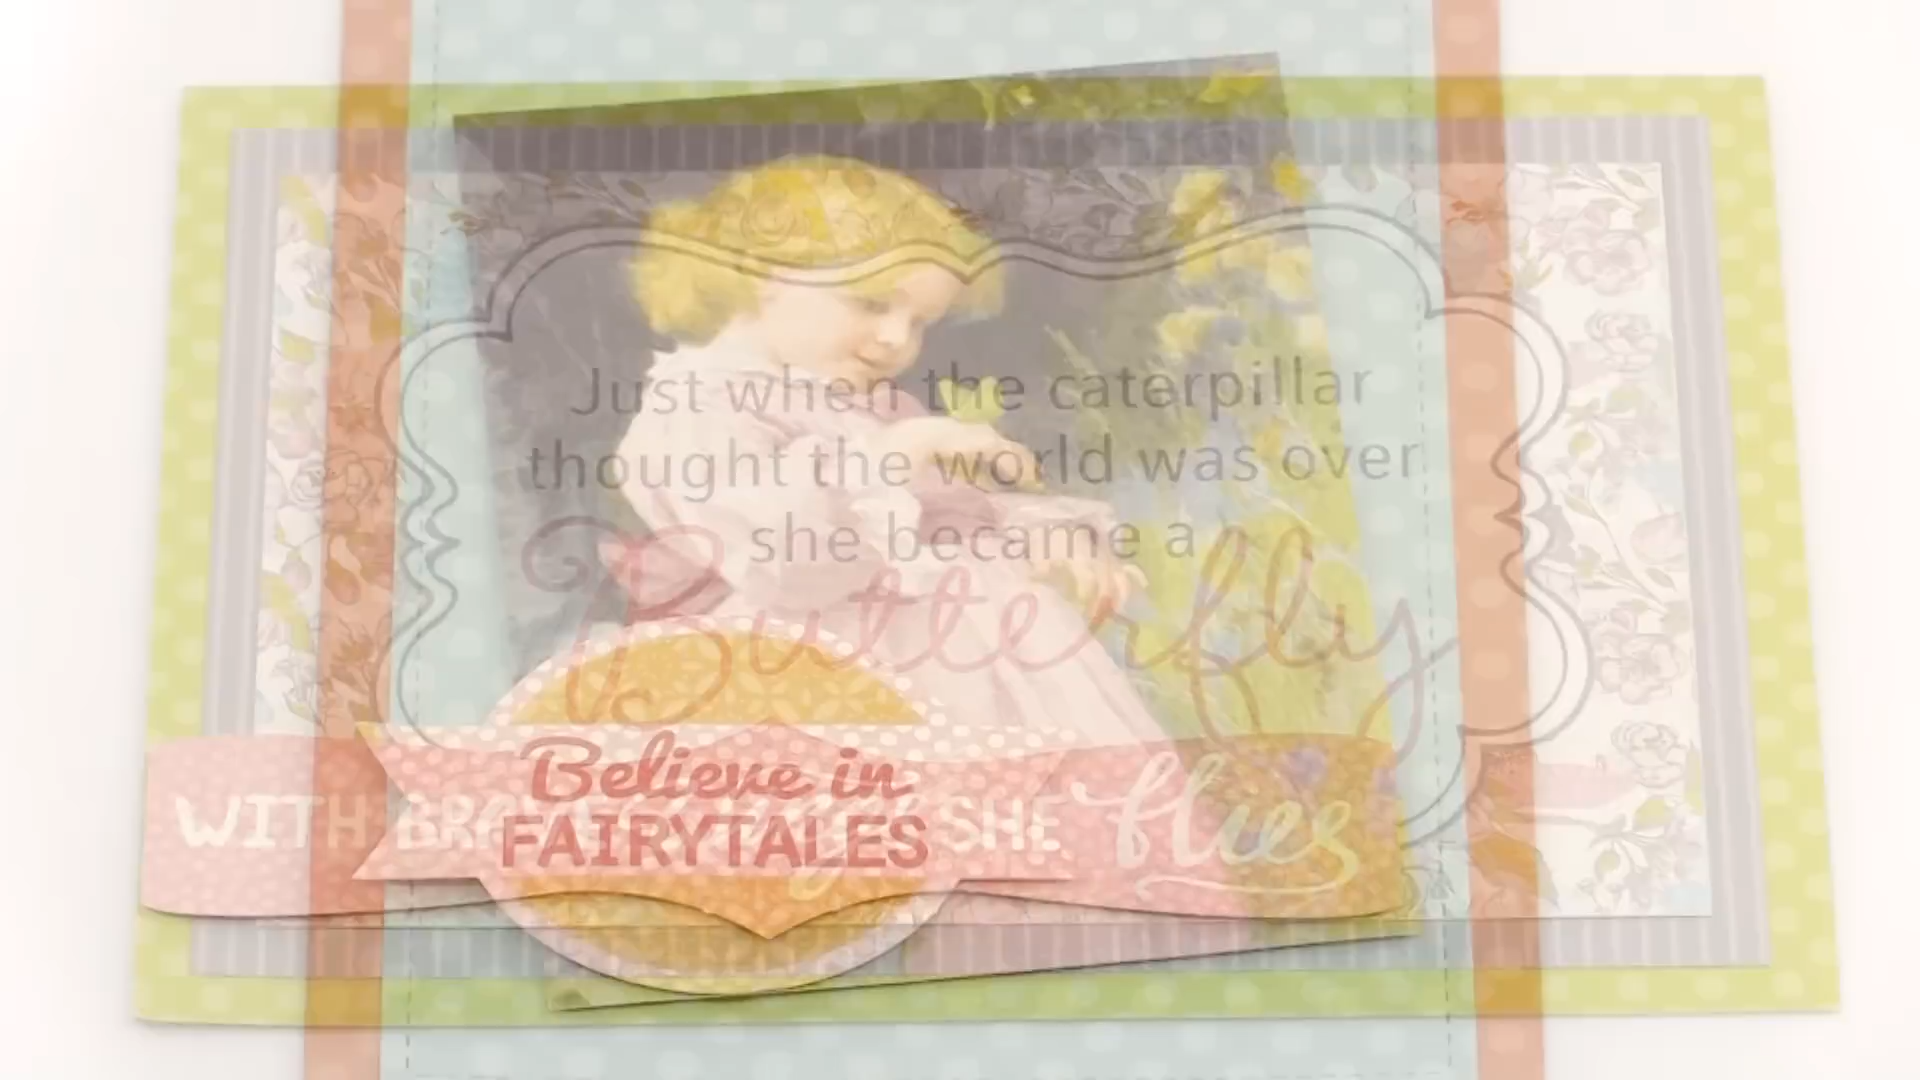 Just when the caterpillar
thought the world was over
she became a
Butterfly
Believe in
FAIRYTALES
WITH SHE flies